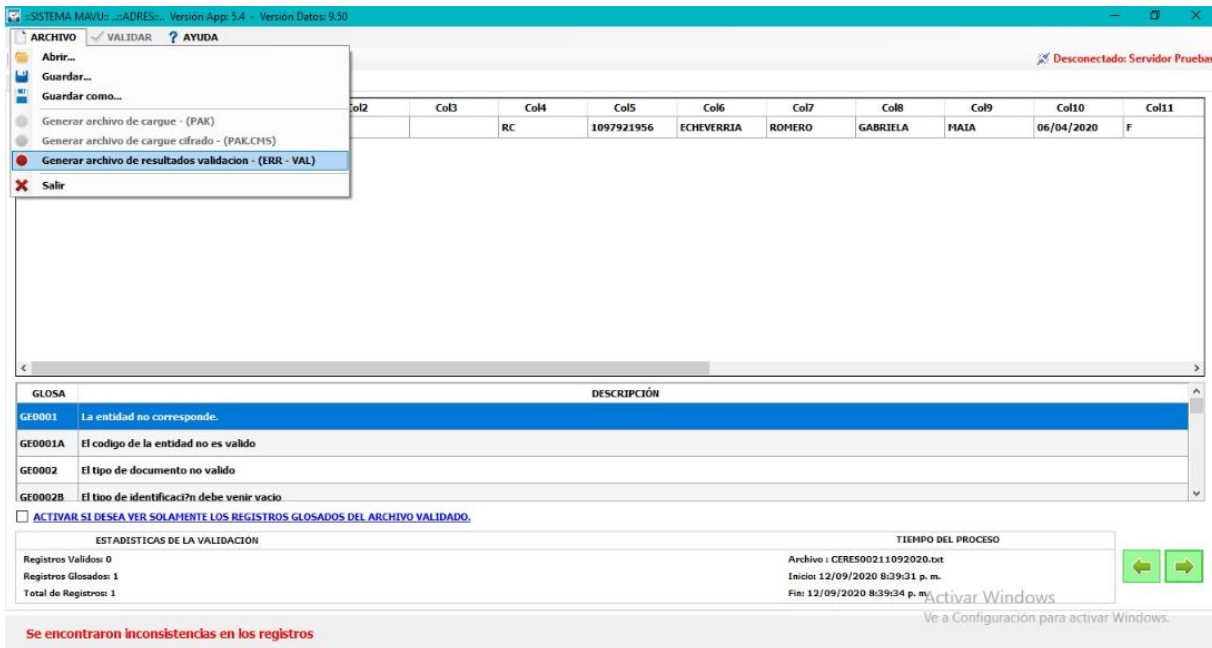 ::SISTEMA MAVU:: ..::ADRES::.. Versión App: 5.4 - Versión Datos: 9.50
ARCHIVO VALIDAR ? AYUDA
Abrir...
Desconectado: Servidor Pruebas
Guardar...
Guardar como...
Generar archivo de cargue - (PAK)
Generar archivo de cargue cifrado - (PAK.CMS)
Generar archivo de resultados validacion - (ERR - VAL)
Salir
Col2 Col3 Col4 Col5 Col6 Col7 Col8 Col9 Col10 Col11
RC 1097921956 ECHEVERRIA ROMERO GABRIELA MAIA 06/04/2020 F
GLOSA DESCRIPCIÓN
GE0001 La entidad no corresponde.
GE0001A El codigo de la entidad no es valido
GE0002 El tipo de documento no valido
GE0002B El tipo de identificaci?n debe venir vacio
ACTIVAR SI DESEA VER SOLAMENTE LOS REGISTROS GLOSADOS DEL ARCHIVO VALIDADO.
ESTADISTICAS DE LA VALIDACIÓN TIEMPO DEL PROCESO
Registros Validos: 0 Archivo : CERES00211092020.txt
Registros Glosados: 1 Inicio: 12/09/2020 8:39:31 p. m.
Total de Registros: 1 Fin: 12/09/2020 8:39:34 p. m.
Activar Windows
Ve a Configuración para activar Windows.
Se encontraron inconsistencias en los registros